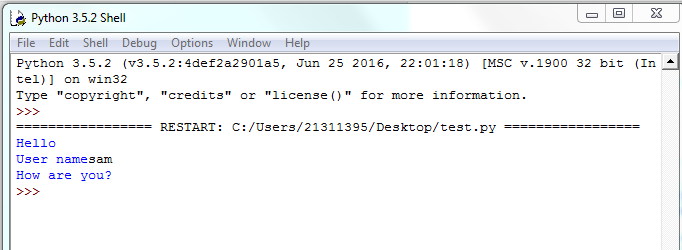 Python 3.5.2 Shell
File Edit Shell Debug Options Window Help
Python 3.5.2 (v3.5.2:4def2a2901a5, Jun 25 2016, 22:01:18) [MSC v.1900 32 bit (In
tel)] on win32
Type "copyright", "credits" or "license()" for more information.
>>>
================= RESTART: C:/Users/21311395/Desktop/test.py =================
Hello
User namesam
How are you?
>>>